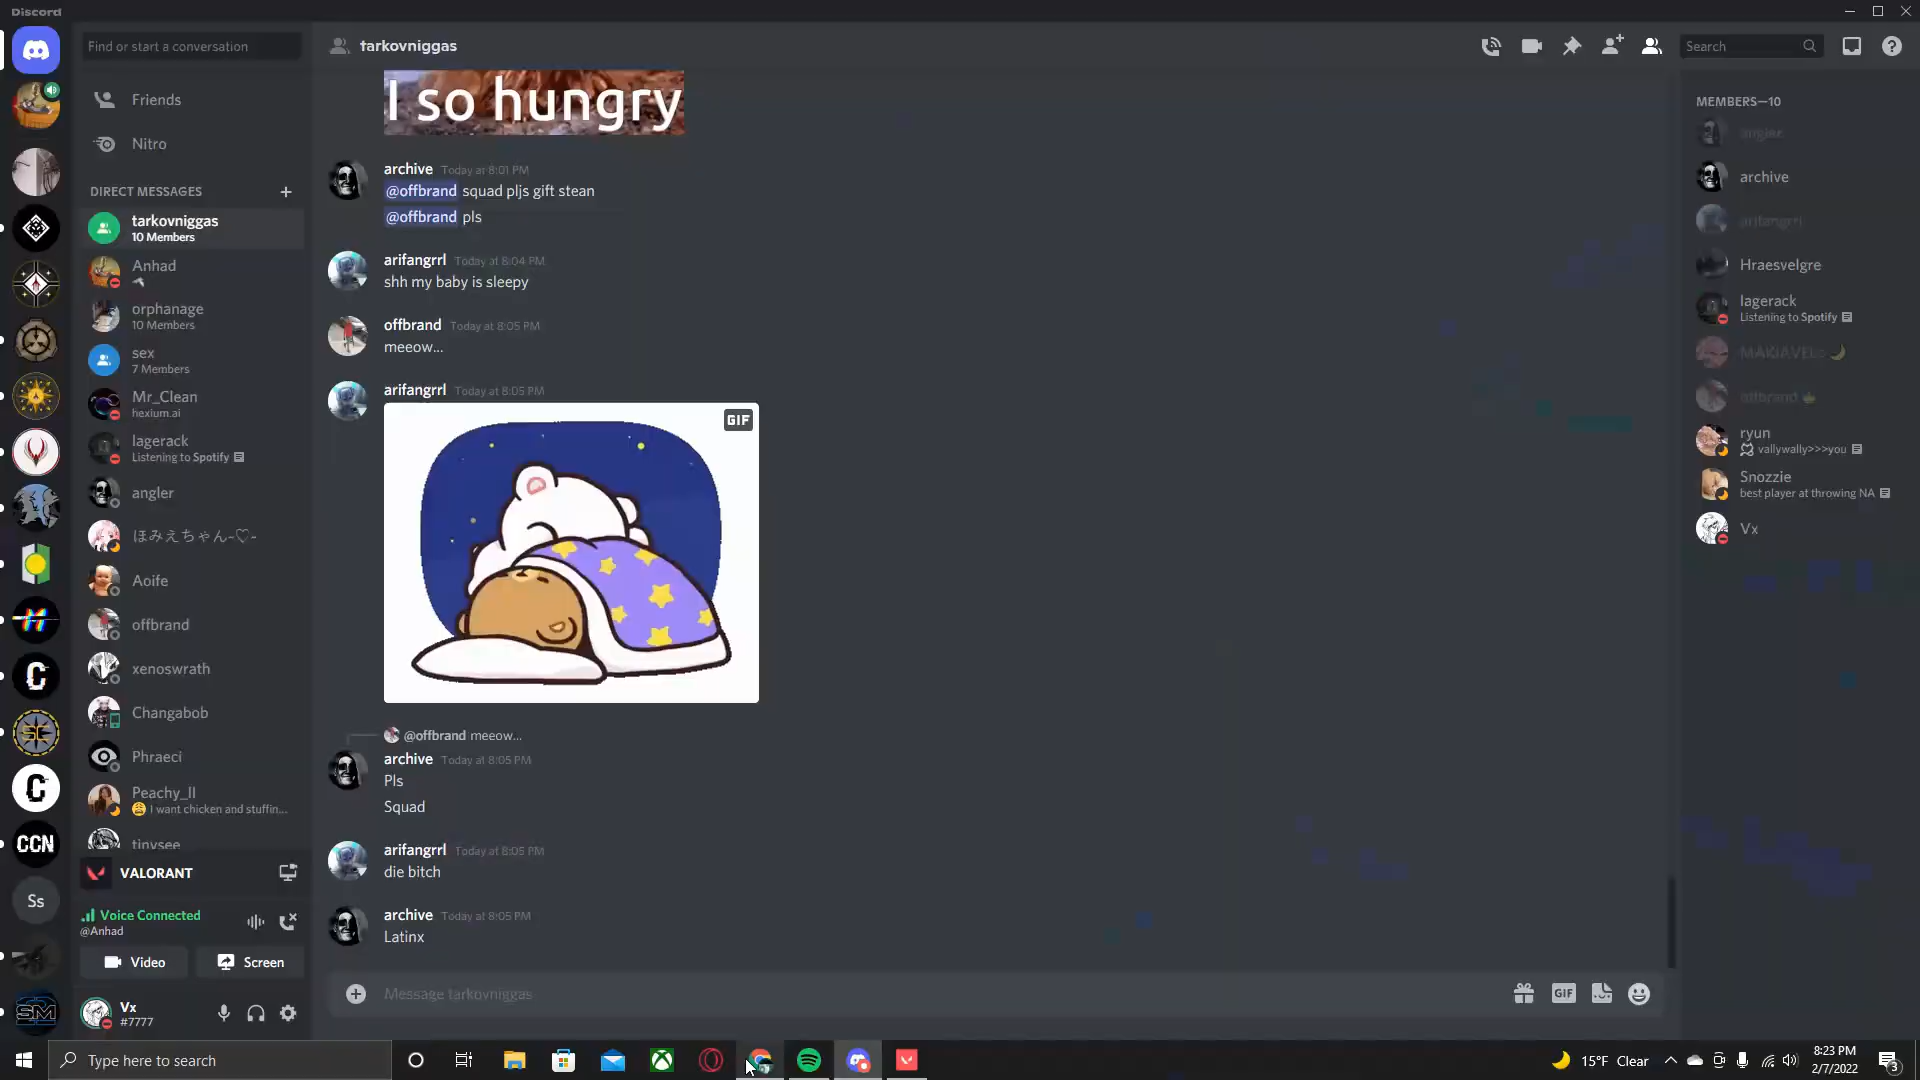 Discord
Find or start a conversation
Friends
Nitro
DIRECT MESSAGES
tarkovniggas
10 Members
Anhad
orphanage
10 Members
sex
7 Members
Mr_Clean
hexium.ai
lagerack
Listening to Spotify
angler
ほみえちゃん~♡~
Aoife
offbrand
xenoswrath
Changabob
Phraeci
Peachy_ll
I want chicken and stuffin...
tinysee
VALORANT
Voice Connected
@Anhad
Video
Screen
Vx
#7777
Ss
CCN
SM
SC
C
C
tarkovniggas
Search
I so hungry
archive Today at 8:01 PM
@offbrand squad pljs gift stean
@offbrand pls
arifangrrl Today at 8:04 PM
shh my baby is sleepy
offbrand Today at 8:05 PM
meeow...
arifangrrl Today at 8:05 PM
GIF
@offbrand meeow...
archive Today at 8:05 PM
Pls
Squad
arifangrrl Today at 8:05 PM
die bitch
archive Today at 8:05 PM
Latinx
Message tarkovniggas
GIF
MEMBERS—10
angler
archive
arifangrrl
Hraesvelgre
lagerack
Listening to Spotify
offbrand
ryun
vallywally>>>you
Snozzie
best player at throwing NA
Vx
Type here to search
15°F Clear
8:23 PM
2/7/2022
3